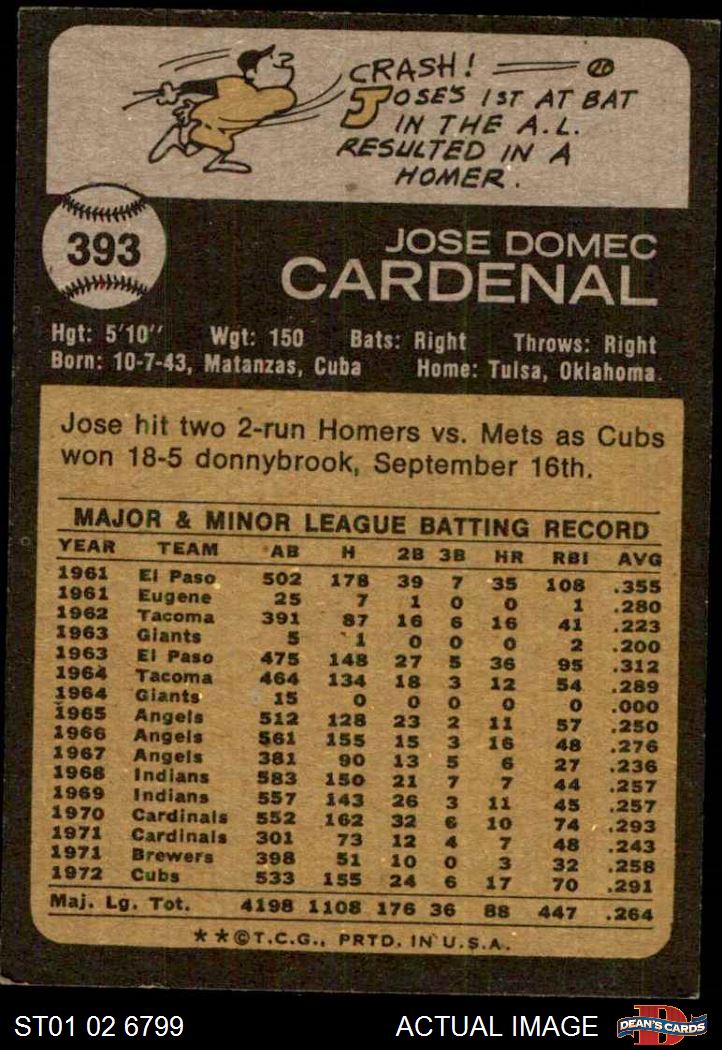 CRASH!
JOSE'S 1ST AT BAT
IN THE A.L.
RESULTED IN A
HOMER.
393
JOSE DOMEC
CARDENAL
Hgt: 5'10'' Wgt: 150 Bats: Right Throws: Right
Born: 10-7-43, Matanzas, Cuba Home: Tulsa, Oklahoma
Jose hit two 2-run Homers vs. Mets as Cubs
won 18-5 donnybrook, September 16th.
MAJOR & MINOR LEAGUE BATTING RECORD
YEAR TEAM AB H 2B 3B HR RBI AVG
1961 El Paso 502 178 39 7 35 108 .355
1961 Eugene 25 7 1 0 0 1 .280
1962 Tacoma 391 87 16 6 16 41 .223
1963 Giants 5 1 0 0 0 2 .200
1963 El Paso 475 148 27 5 36 95 .312
1964 Tacoma 464 134 18 3 12 54 .289
1964 Giants 15 0 0 0 0 0 .000
1965 Angels 512 128 23 2 11 57 .250
1966 Angels 561 155 15 3 16 48 .276
1967 Angels 381 90 13 5 6 27 .236
1968 Indians 583 150 21 7 7 44 .257
1969 Indians 557 143 26 3 11 45 .257
1970 Cardinals 552 162 32 6 10 74 .293
1971 Cardinals 301 73 12 4 7 48 .243
1971 Brewers 398 51 10 0 3 32 .258
1972 Cubs 533 155 24 6 17 70 .291
Maj. Lg. Tot. 4198 1108 176 36 88 447 .264
**©T.C.G., PRTD. IN U.S.A.
ST01 02 6799 ACTUAL IMAGE D DEAN'S CARDS